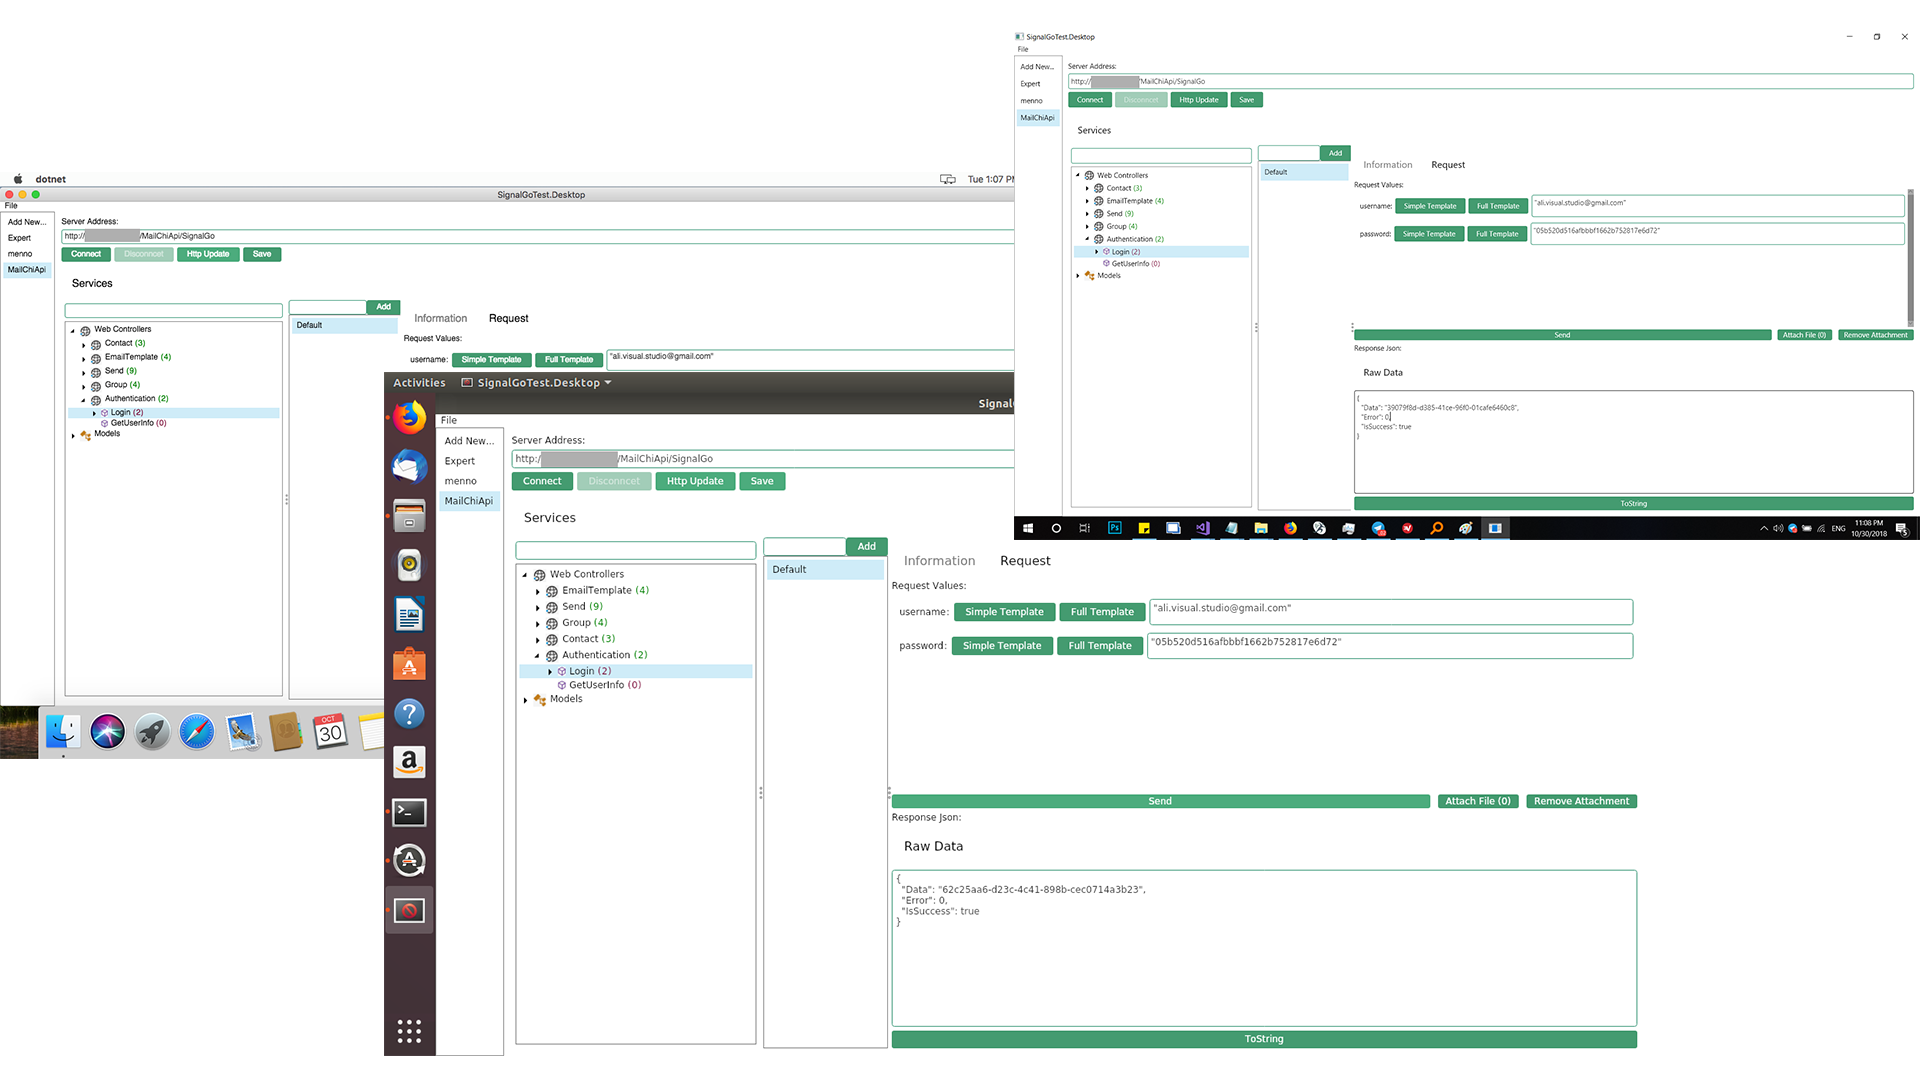 dotnet
Tue 1:07 PM
SignalGoTest.Desktop
File
Add New...
Expert
menno
MailChiApi
Server Address:
http:// /MailChiApi/SignalGo
Connect
Disconncet
Http Update
Save
Services
Add
Default
Information
Request
Request Values:
username:
Simple Template
Full Template
"ali.visual.studio@gmail.com"
Web Controllers
Contact (3)
EmailTemplate (4)
Send (9)
Group (4)
Authentication (2)
Login (2)
GetUserInfo (0)
Models
OCT
30
SignalGoTest.Desktop
File
Add New...
Expert
menno
MailChiApi
Server Address:
http:// /MailChiApi/SignalGo
Connect
Disconncet
Http Update
Save
Services
Add
Default
Information
Request
Request Values:
username:
Simple Template
Full Template
"ali.visual.studio@gmail.com"
password:
Simple Template
Full Template
"05b520d516afbbbf1662b752817e6d72"
Web Controllers
Contact (3)
EmailTemplate (4)
Send (9)
Group (4)
Authentication (2)
Login (2)
GetUserInfo (0)
Models
Send
Attach File (0)
Remove Attachment
Response Json:
Raw Data
{
"Data": "39079f8d-d385-41ce-96f0-01cafe6460c8",
"Error": 0,
"IsSuccess": true
}
ToString
Ps
ENG
11:08 PM
10/30/2018
5
Activities
SignalGoTest.Desktop
SignalG
File
Add New...
Expert
menno
MailChiApi
Server Address:
http:/ /MailChiApi/SignalGo
Connect
Disconncet
Http Update
Save
Services
Add
Default
Information
Request
Request Values:
username:
Simple Template
Full Template
"ali.visual.studio@gmail.com"
password:
Simple Template
Full Template
"05b520d516afbbbf1662b752817e6d72"
Web Controllers
EmailTemplate (4)
Send (9)
Group (4)
Contact (3)
Authentication (2)
Login (2)
GetUserInfo (0)
Models
Send
Attach File (0)
Remove Attachment
Response Json:
Raw Data
{
"Data": "62c25aa6-d23c-4c41-898b-cec0714a3b23",
"Error": 0,
"IsSuccess": true
}
ToString